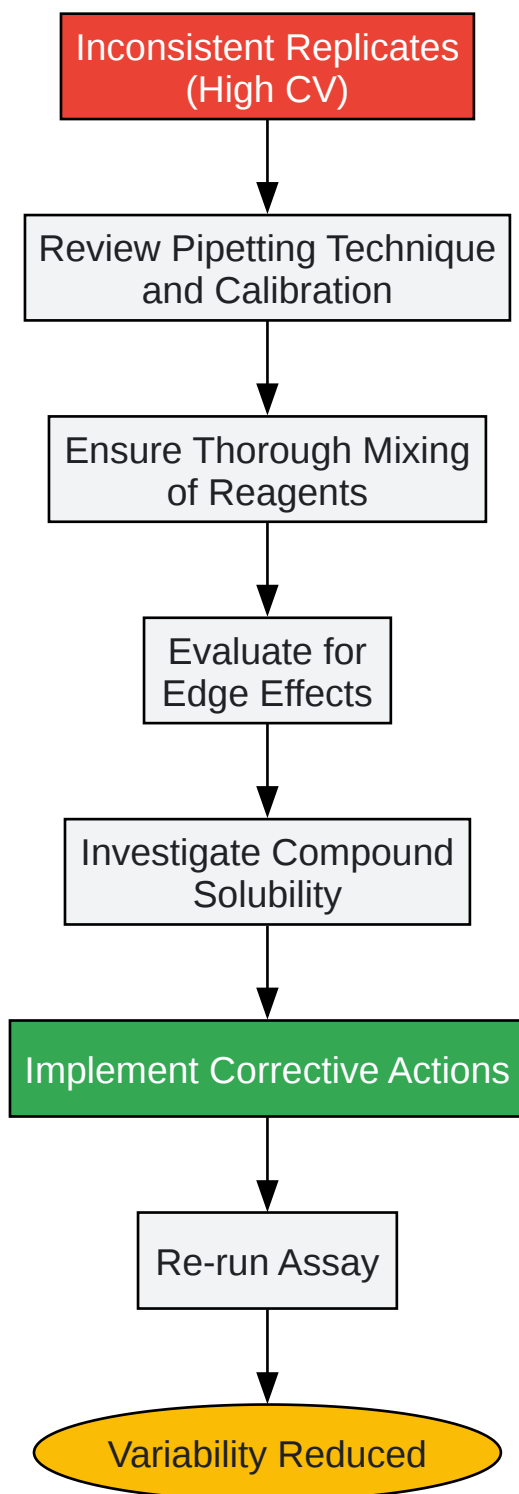 Inconsistent Replicates
(High CV)
Review Pipetting Technique
and Calibration
Ensure Thorough Mixing
of Reagents
Evaluate for
Edge Effects
Investigate Compound
Solubility
Implement Corrective Actions
Re-run Assay
Variability Reduced